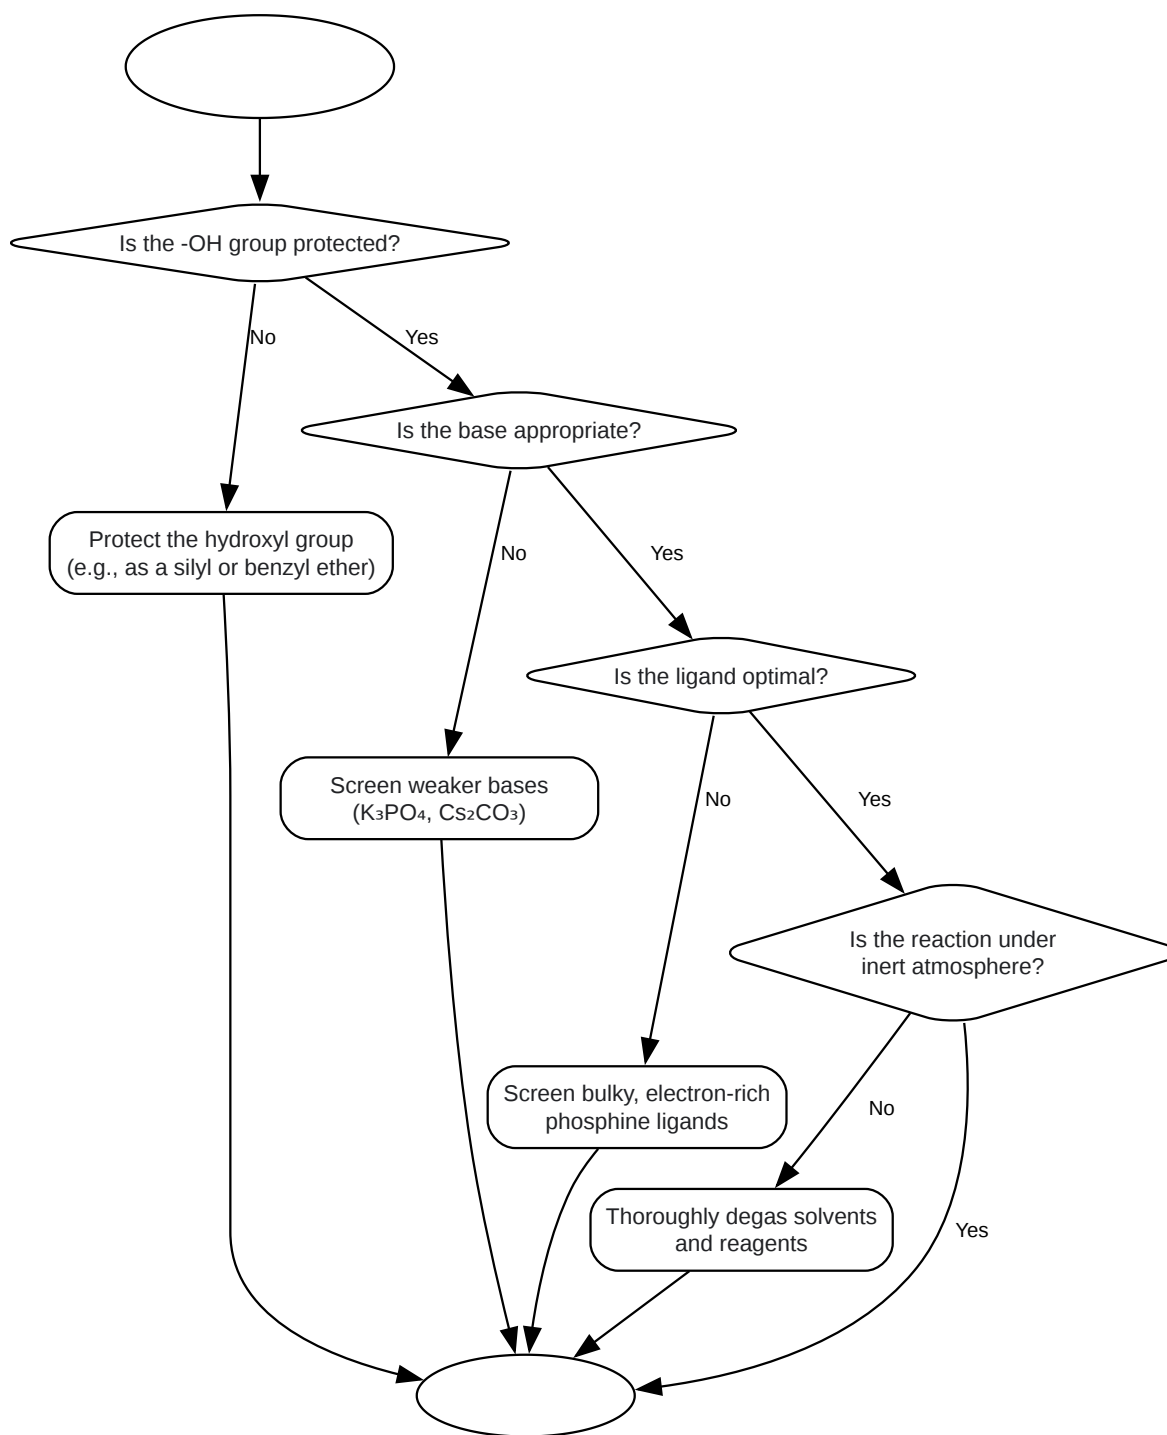 Is the -OH group protected?
No
Yes
Is the base appropriate?
Protect the hydroxyl group
(e.g., as a silyl or benzyl ether)
No
Yes
Is the ligand optimal?
Screen weaker bases
(K₃PO₄, Cs₂CO₃)
No
Yes
Is the reaction under
inert atmosphere?
Screen bulky, electron-rich
phosphine ligands
No
Thoroughly degas solvents
and reagents
Yes